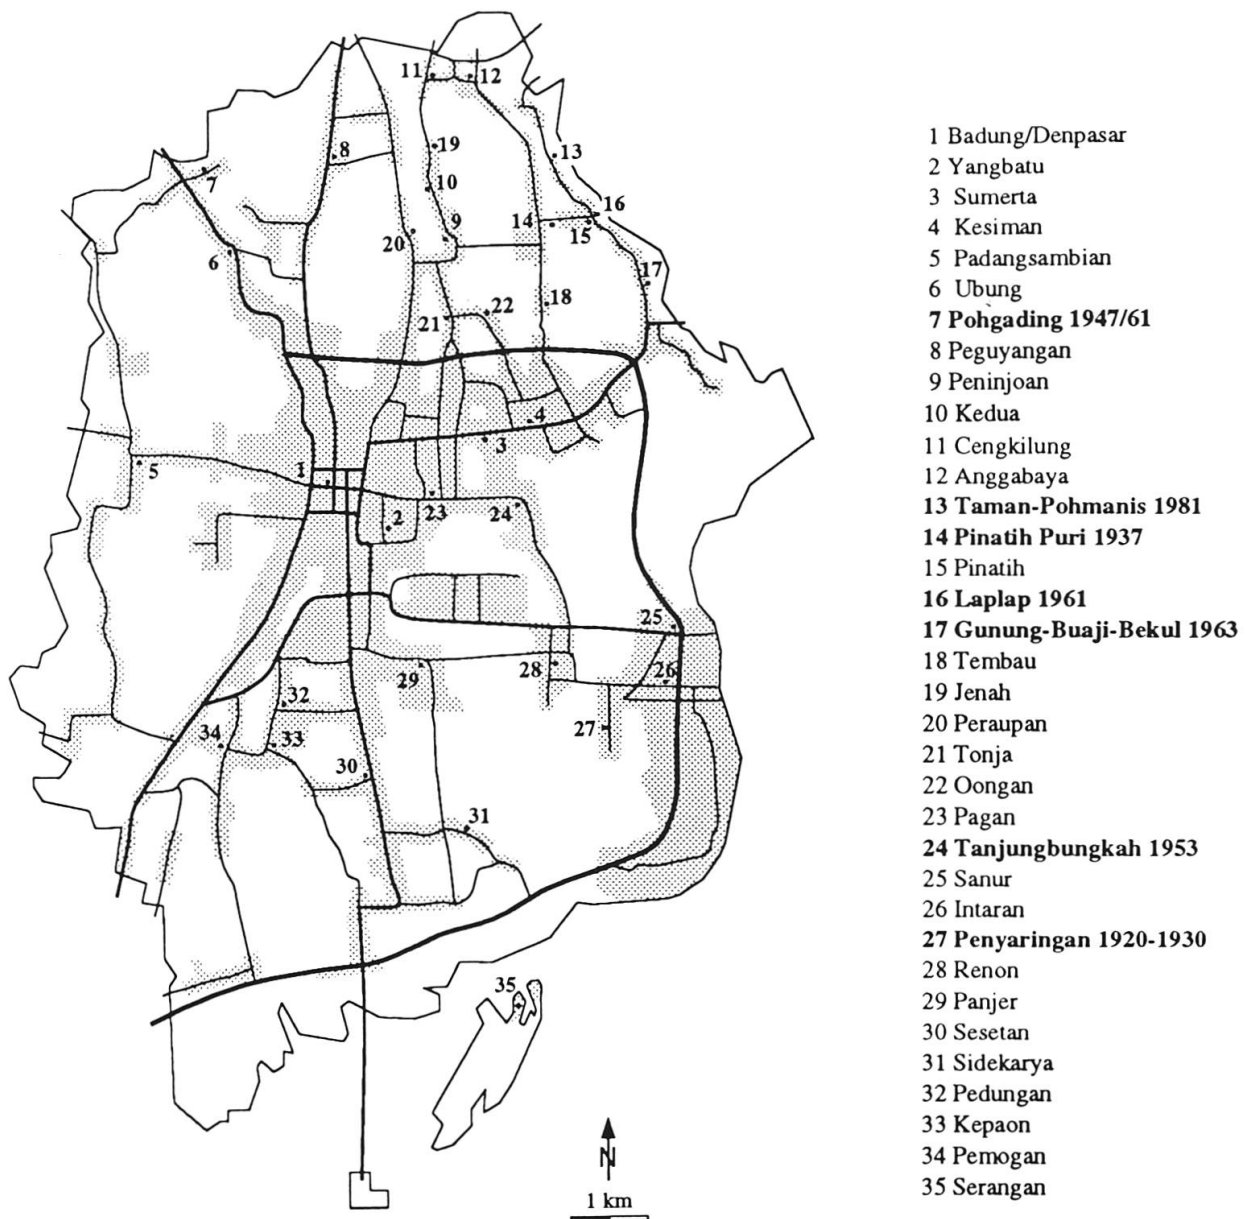 11
12
19
8
13
7
10
16
14
9
15
20
6
17
18
22
21
4
3
5
1
23
24
2
25
28
26
29
32
27
34
33
30
31
35
N
1 km
1 Badung/Denpasar
2 Yangbatu
3 Sumerta
4 Kesiman
5 Padangsambian
6 Ubung
7 Pohgading 1947/61
8 Peguyangan
9 Peninjoan
10 Kedua
11 Cengkilung
12 Anggabaya
13 Taman-Pohmanis 1981
14 Pinatih Puri 1937
15 Pinatih
16 Laplap 1961
17 Gunung-Buaji-Bekul 1963
18 Tembau
19 Jenah
20 Peraupan
21 Tonja
22 Oongan
23 Pagan
24 Tanjungbungkah 1953
25 Sanur
26 Intaran
27 Penyaringan 1920-1930
28 Renon
29 Panjer
30 Sesetan
31 Sidekarya
32 Pedungan
33 Kepaon
34 Pemogan
35 Serangan